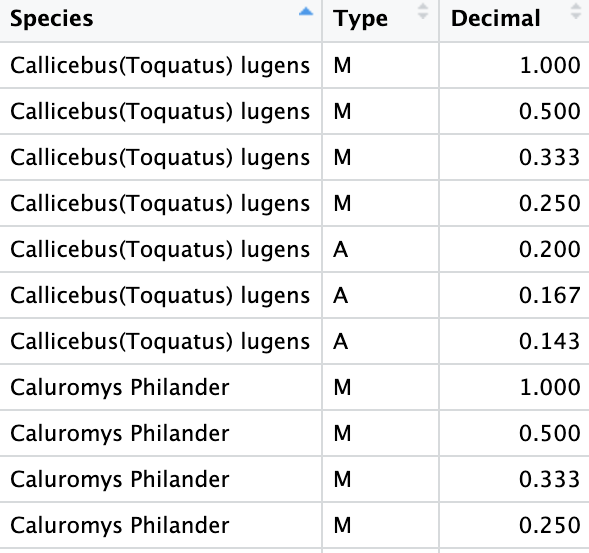 Species Type Decimal
Callicebus(Toquatus) lugens M 1.000
Callicebus(Toquatus) lugens M 0.500
Callicebus(Toquatus) lugens M 0.333
Callicebus(Toquatus) lugens M 0.250
Callicebus(Toquatus) lugens A 0.200
Callicebus(Toquatus) lugens A 0.167
Callicebus(Toquatus) lugens A 0.143
Caluromys Philander M 1.000
Caluromys Philander M 0.500
Caluromys Philander M 0.333
Caluromys Philander M 0.250